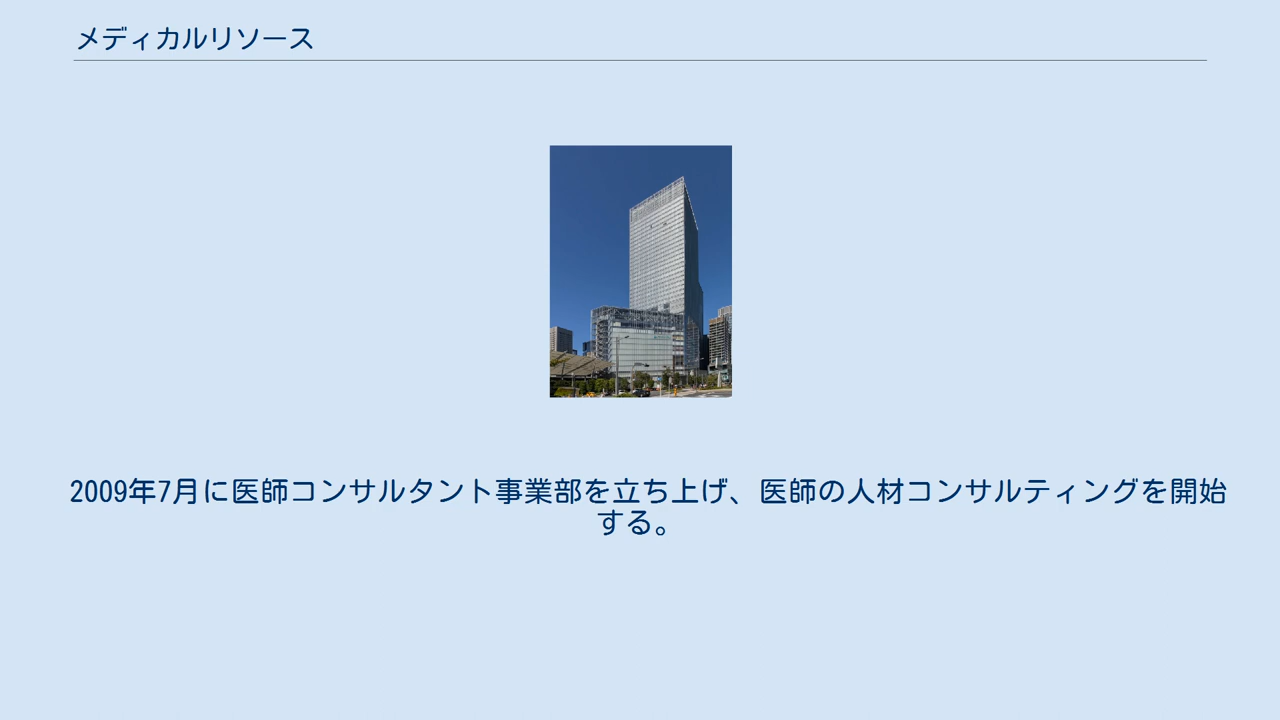 メディカルリソース
2009年7月に医師コンサルタント事業部を立ち上げ、医師の人材コンサルティングを開始
する。